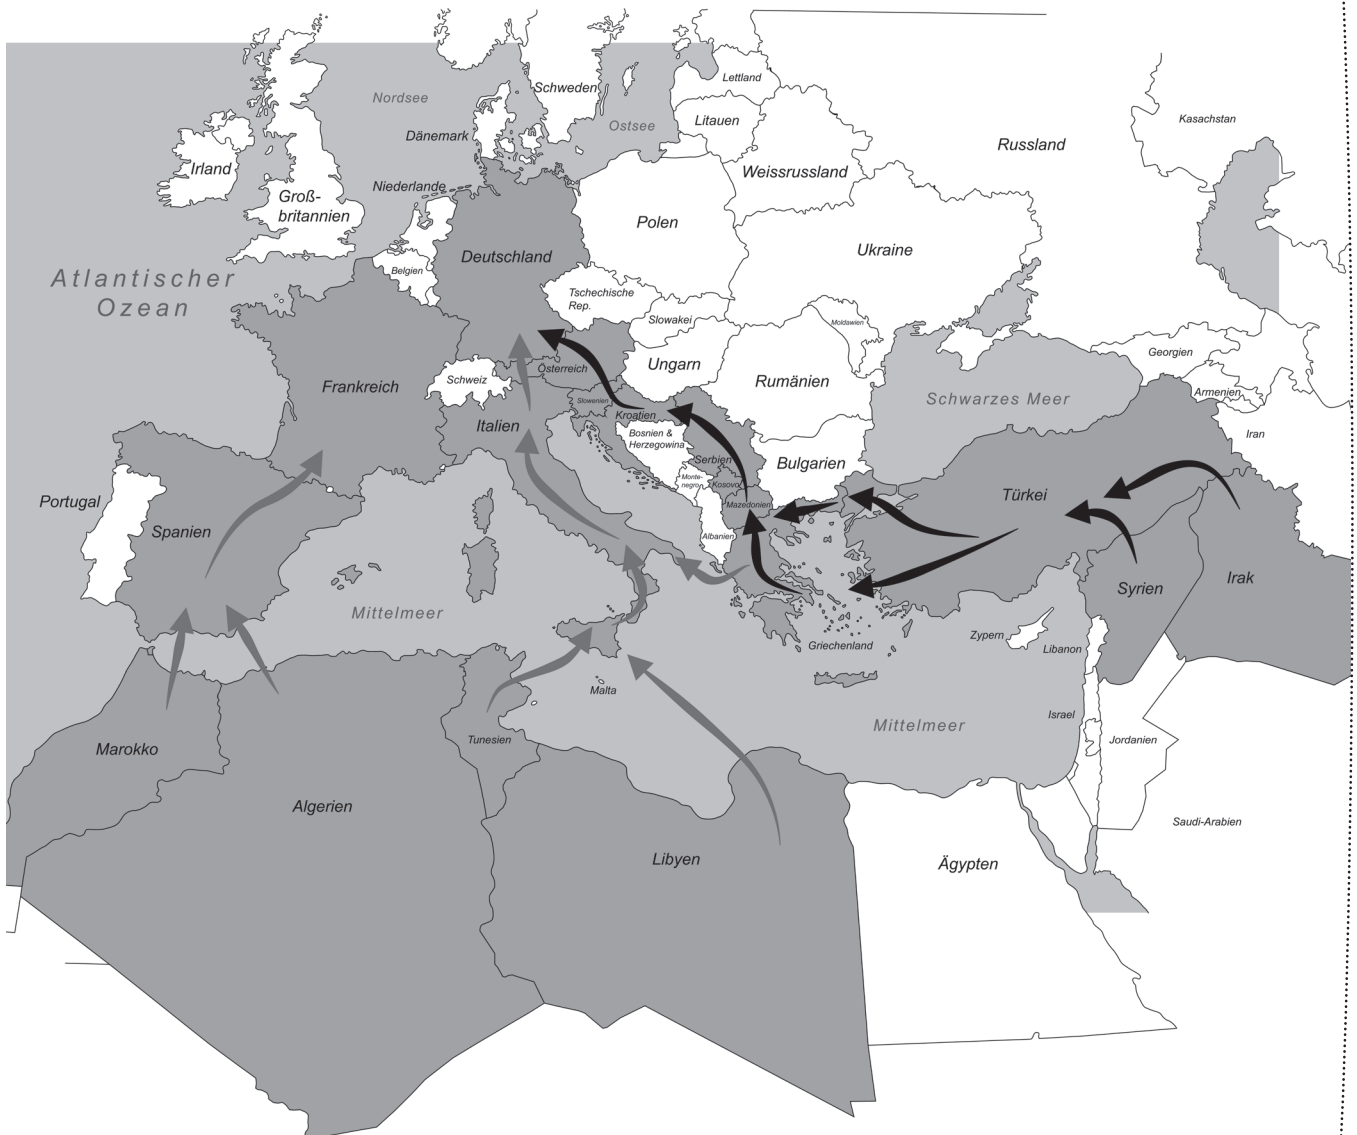 Lettland
Schweden
Nordsee
Kasachstan
Litauen
Ostsee
Dänemark
Russland
Irland
Weissrussland
Niederlande
Groß-
britannien
Polen
Ukraine
Deutschland
Belgien
Atlantischer
Ozean
Tschechische
Rep.
Slowakei
Moldawien
Georgien
Ungarn
Österreich
Schweiz
Rumänien
Frankreich
Armenien
Slowenien
Schwarzes Meer
Kroatien
Italien
Iran
Bosnien &
Herzegowina
Serbien
Bulgarien
Monte-
negro
Kosovo
Türkei
Portugal
Mazedonien
Spanien
Albanien
Irak
Syrien
Mittelmeer
Zypern
Griechenland
Libanon
Malta
Israel
Mittelmeer
Tunesien
Jordanien
Marokko
Algerien
Saudi-Arabien
Libyen
Ägypten